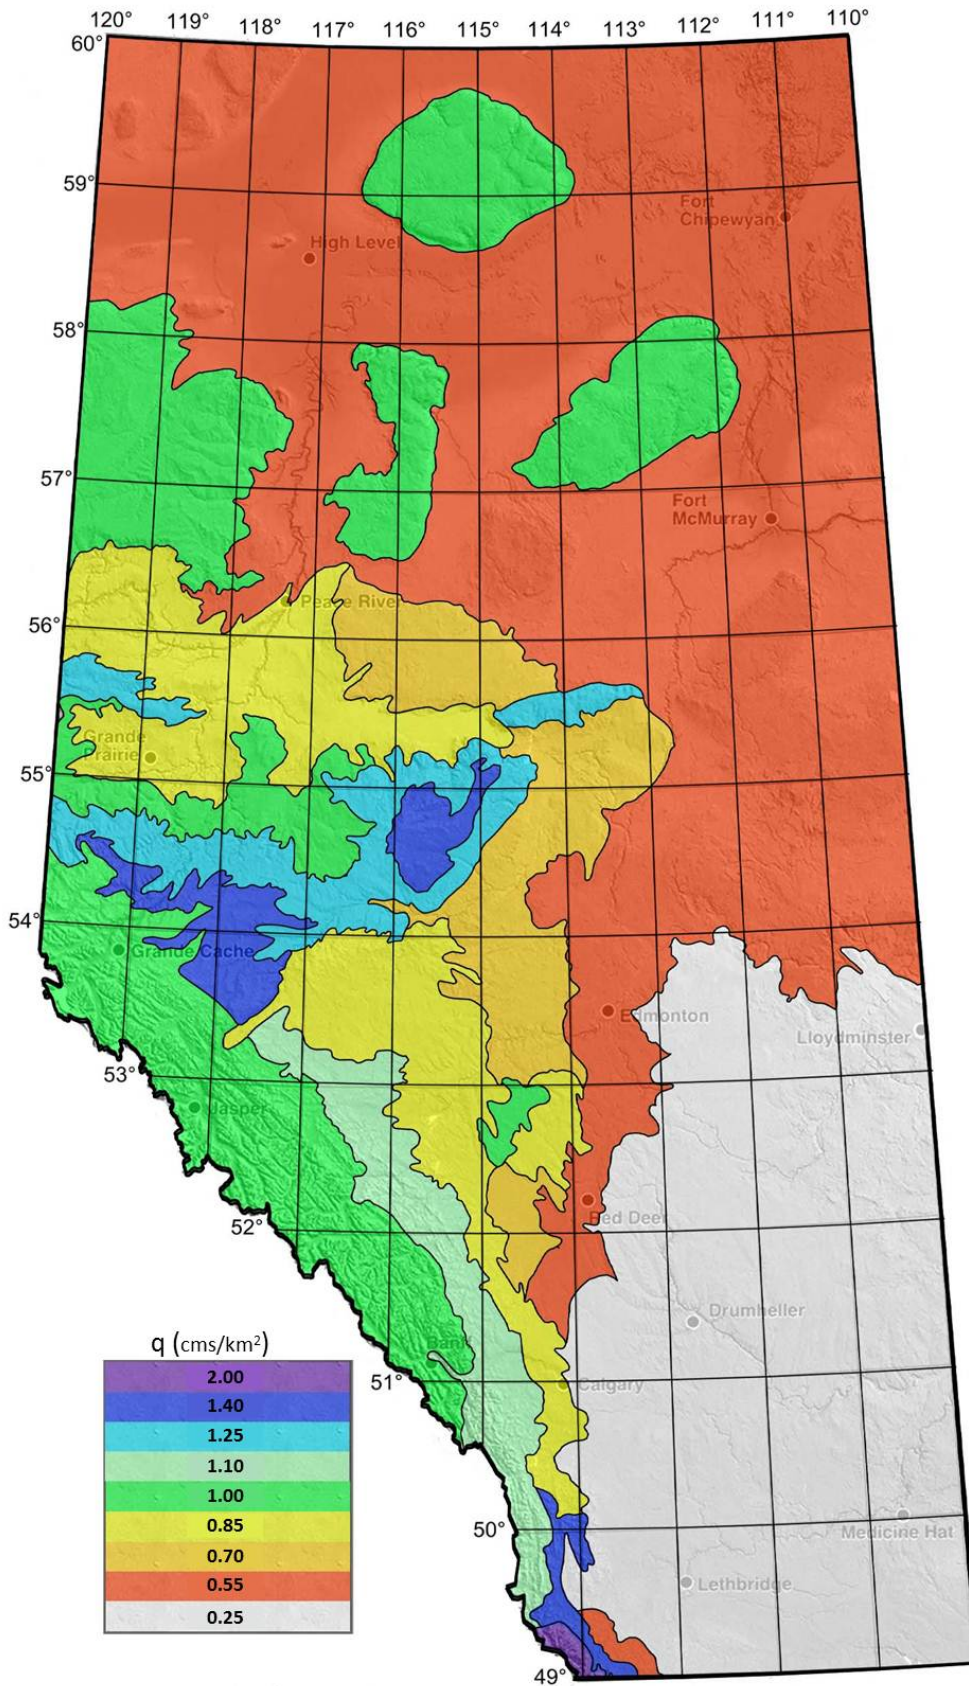 120° 119° 118° 117° 116° 115° 114° 113° 112° 111° 110°
60°
59°
Fort
Chipewyan
High Level
58°
57°
Fort
McMurray
Peace River
56°
Grande
Prairie
55°
54°
Grande Cache
Edmonton
Lloydminster
53°
Jasper
52°
Red Deer
Drumheller
Banff
51°
Calgary
q (cms/km²)
2.00
1.40
1.25
1.10
1.00
0.85
0.70
0.55
0.25
50°
Medicine Hat
Lethbridge
49°